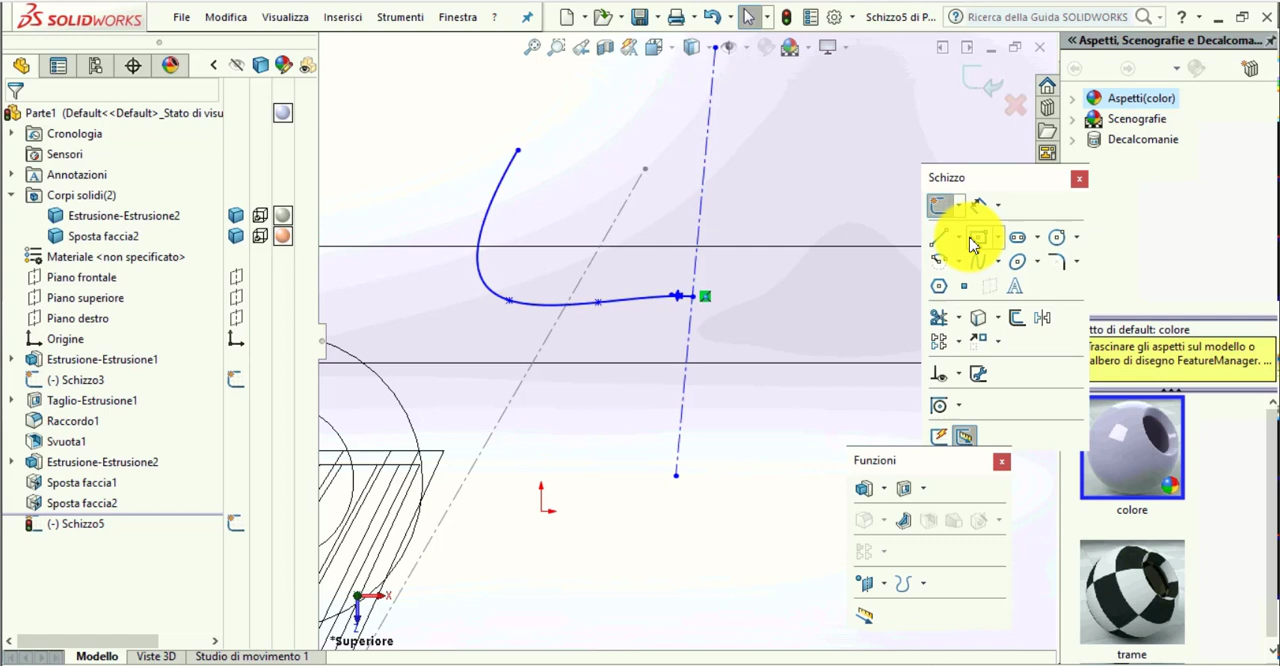 SOLIDWORKS File Modifica Visualizza Inserisci Strumenti Finestra ? Schizzo5 di P... Ricerca della Guida SOLIDWORKS ?
Aspetti, Scenografie e Decalcoma...
Parte1 (Default<<Default>_Stato di visu
Cronologia
Sensori
Annotazioni
Corpi solidi(2)
Estrusione-Estrusione2
Sposta faccia2
Materiale <non specificato>
Piano frontale
Piano superiore
Piano destro
Origine
Estrusione-Estrusione1
(-) Schizzo3
Taglio-Estrusione1
Raccordo1
Svuota1
Estrusione-Estrusione2
Sposta faccia1
Sposta faccia2
(-) Schizzo5
X
Z
*Superiore
Schizzo
x
A
Funzioni
x
Aspetti(color)
Scenografie
Decalcomanie
tto di default: colore
Trascinare gli aspetti sul modello o
albero di disegno FeatureManager. ...
colore
trame
Modello Viste 3D Studio di movimento 1